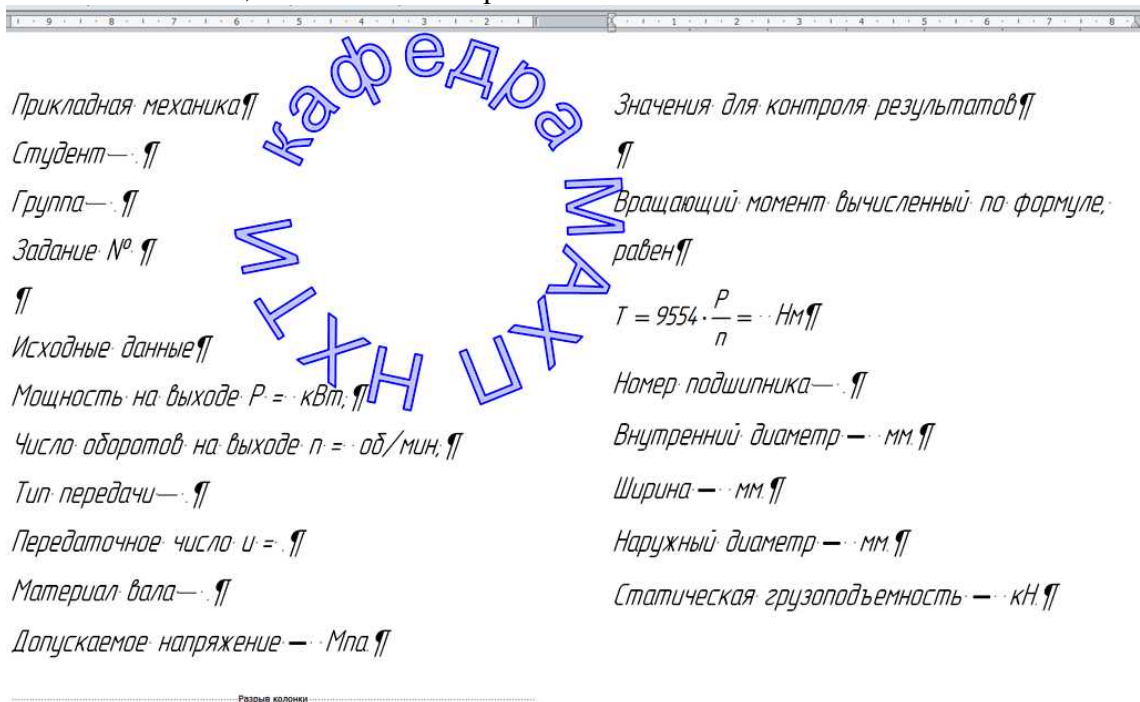 кафедра МАХП НХТИ
Прикладная механика¶
Студент— .¶
Группа— .¶
Задание № ¶
¶
Исходные данные¶
Мощность на выходе P = кВт; ¶
Число оборотов на выходе n = об/мин; ¶
Тип передачи— .¶
Передаточное число u = .¶
Материал вала— .¶
Допускаемое напряжение — Мпа.¶
Разрыв колонки
Значения для контроля результатов¶
¶
Вращающий момент вычисленный по формуле,
равен¶
T = 9554·P/n = Нм¶
Номер подшипника— .¶
Внутренний диаметр — мм.¶
Ширина — мм.¶
Наружный диаметр — мм.¶
Статическая грузоподъемность — кН.¶